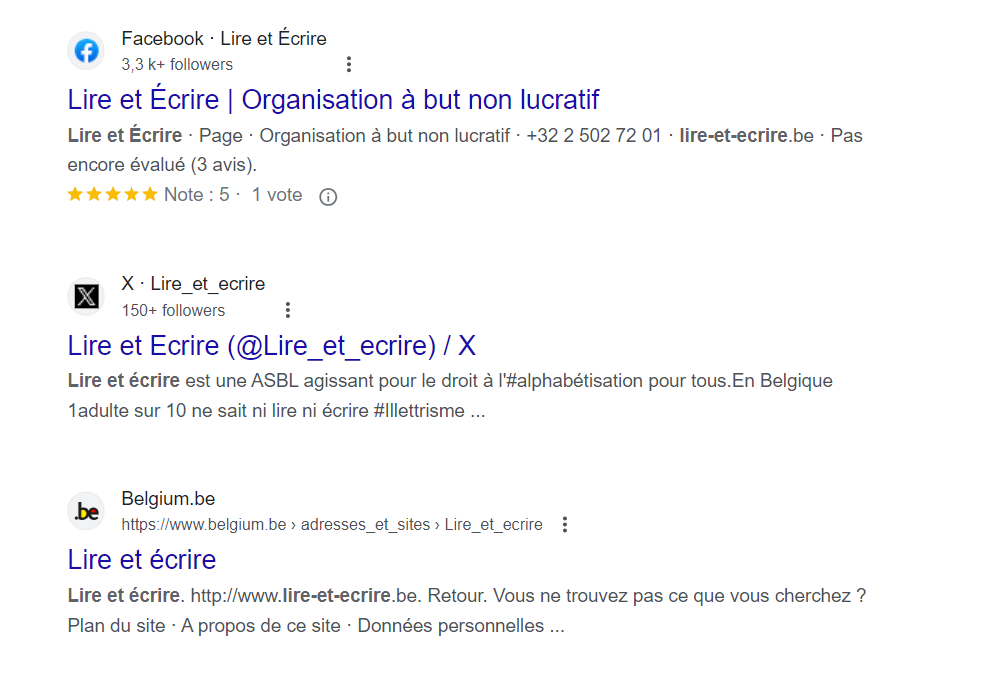 Facebook · Lire et Écrire
3,3 k+ followers
Lire et Écrire | Organisation à but non lucratif
Lire et Écrire · Page · Organisation à but non lucratif · +32 2 502 72 01 · lire-et-ecrire.be · Pas
encore évalué (3 avis).
Note : 5 · 1 vote
X · Lire_et_ecrire
150+ followers
Lire et Ecrire (@Lire_et_ecrire) / X
Lire et écrire est une ASBL agissant pour le droit à l'#alphabétisation pour tous.En Belgique
1adulte sur 10 ne sait ni lire ni écrire #Illettrisme ...
.be
Belgium.be
https://www.belgium.be › adresses_et_sites › Lire_et_ecrire
Lire et écrire
Lire et écrire. http://www.lire-et-ecrire.be. Retour. Vous ne trouvez pas ce que vous cherchez ?
Plan du site · A propos de ce site · Données personnelles ...